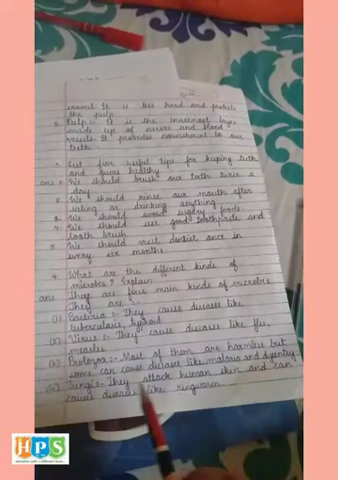 enamel. It is less hard and protects
the pulp.
3. Pulp :- It is the innermost layer
made up of nerves and blood
vessels. It provides nourishment to our
teeth.
3. List five useful tips for keeping teeth
and gums healthy.
ans 1. We should brush our teeth twice a
day.
2. We should rinse our mouth after
eating or drinking anything.
3. We should avoid sugary foods.
4. We should use good toothpaste and
tooth brush.
5. We should visit dentist once in
every six months.
4. What are the different kinds of
microbes? Explain
ans They are four main kinds of microbes
They are :-
(i) Bacteria :- They cause diseases like
tuberculosis, typhoid
(ii) Virus :- They cause diseases like flu,
measles
(iii) Protozoa :- Most of them are harmless but
some can cause diseases like malaria and dysentry
(iv) Fungi :- They attack human skin and can
cause diseases like ringworm
HPS